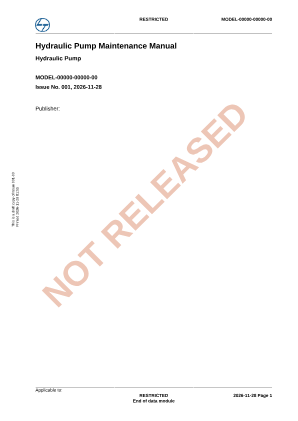 RESTRICTED
MODEL-00000-00000-00
Hydraulic Pump Maintenance Manual
Hydraulic Pump
MODEL-00000-00000-00
Issue No. 001, 2026-11-28
Publisher:
NOT RELEASED
Applicable to
RESTRICTED
2026-11-28 Page 1
End of data module